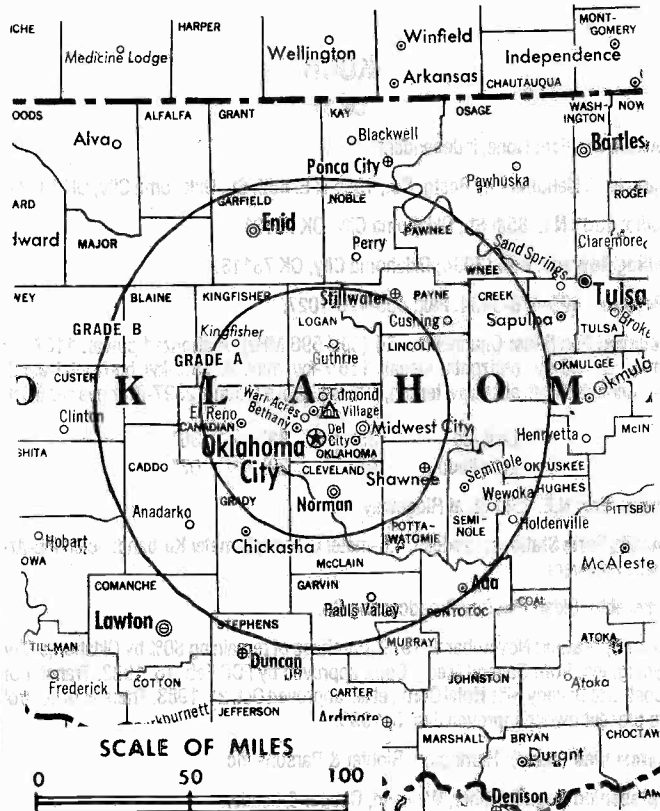 ICHE
HARPER
MONT-
GOMERY
Medicine Lodge
Wellington
Winfield
Independence
Arkansas
CHAUTAUQUA
OODS
ALFALFA
GRANT
KAY
OSAGE
WASH-
INGTON
NOW
Alva
Blackwell
Bartles
Ponca City
Pawhuska
ARD
GARFIELD
NOBLE
ROGE
dward
MAJOR
Enid
Perry
PAWNEE
Sand Springs
Claremore
WNEE
WEY
BLAINE
KINGFISHER
Stillwater
PAYNE
CREEK
Tulsa
GRADE B
LOGAN
Cushing
Sapulpa
TULSA
Broke
Kingfisher
GRADE A
Guthrie
LINCOLN
OKMULGEE
CUSTER
O K L A H O M
Okmulg
Clinton
El Reno
Warr Acres
Bethany
Edmond
The Village
CANADIAN
Del
City
Midwest City
Henryetta
McIN
SHITA
Oklahoma
City
OKLAHOMA
CADDO
CLEVELAND
Shawnee
Seminole
OKFUSKEE
GRADY
Norman
Wewoka
HUGHES
PITTSBUR
Anadarko
POTTA-
WATOMIE
SEMI-
NOLE
Holdenville
Hobart
Chickasha
McCLAIN
McAleste
OWA
COMANCHE
GARVIN
Ada
COAL
Lawton
Pauls Valley
PONTOTOC
STEPHENS
MURRAY
ATOKA
TILLMAN
Duncan
JOHNSTON
Frederick
COTTON
CARTER
Atoka
urkburnett
JEFFERSON
Ardmore
MARSHALL
BRYAN
CHOCTAW
SCALE OF MILES
Durant
0 50 100
Denison
LAM